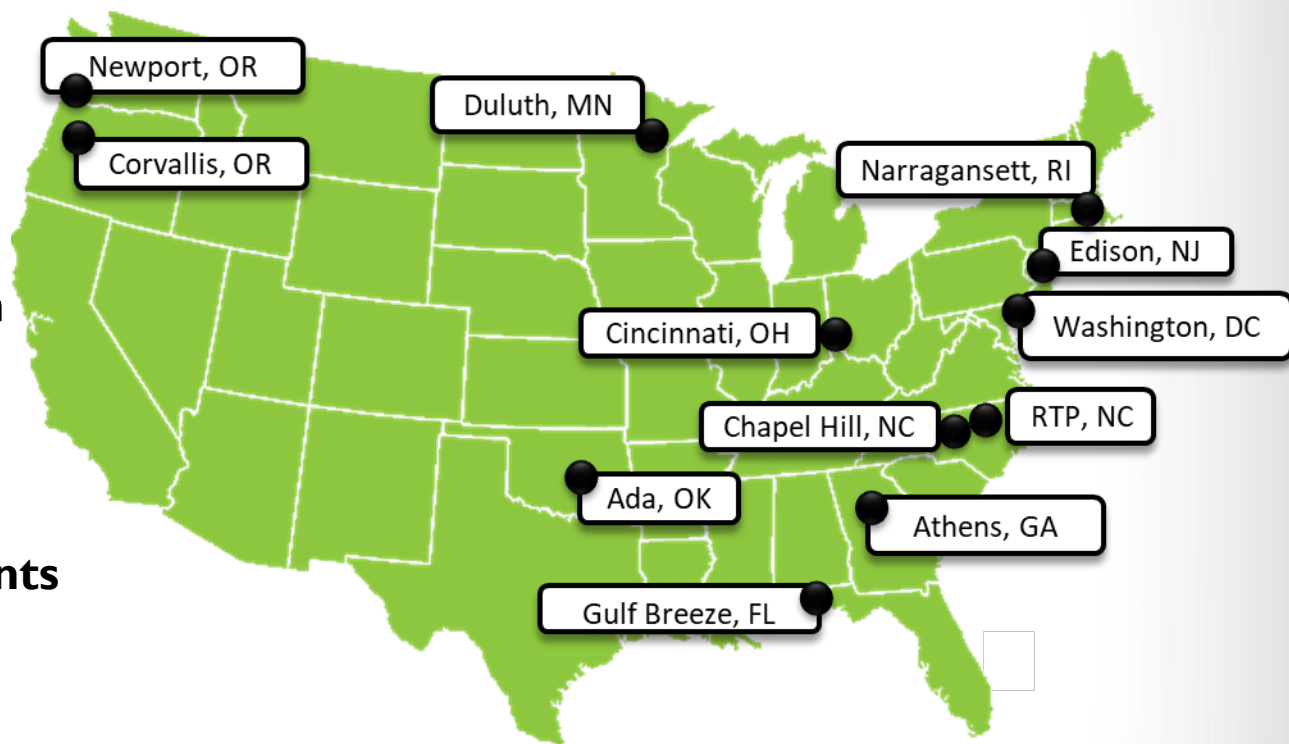 Newport, OR
Duluth, MN
Corvallis, OR
Narragansett, RI
Edison, NJ
Washington, DC
Cincinnati, OH
Chapel Hill, NC
RTP, NC
Ada, OK
Athens, GA
nts
Gulf Breeze, FL